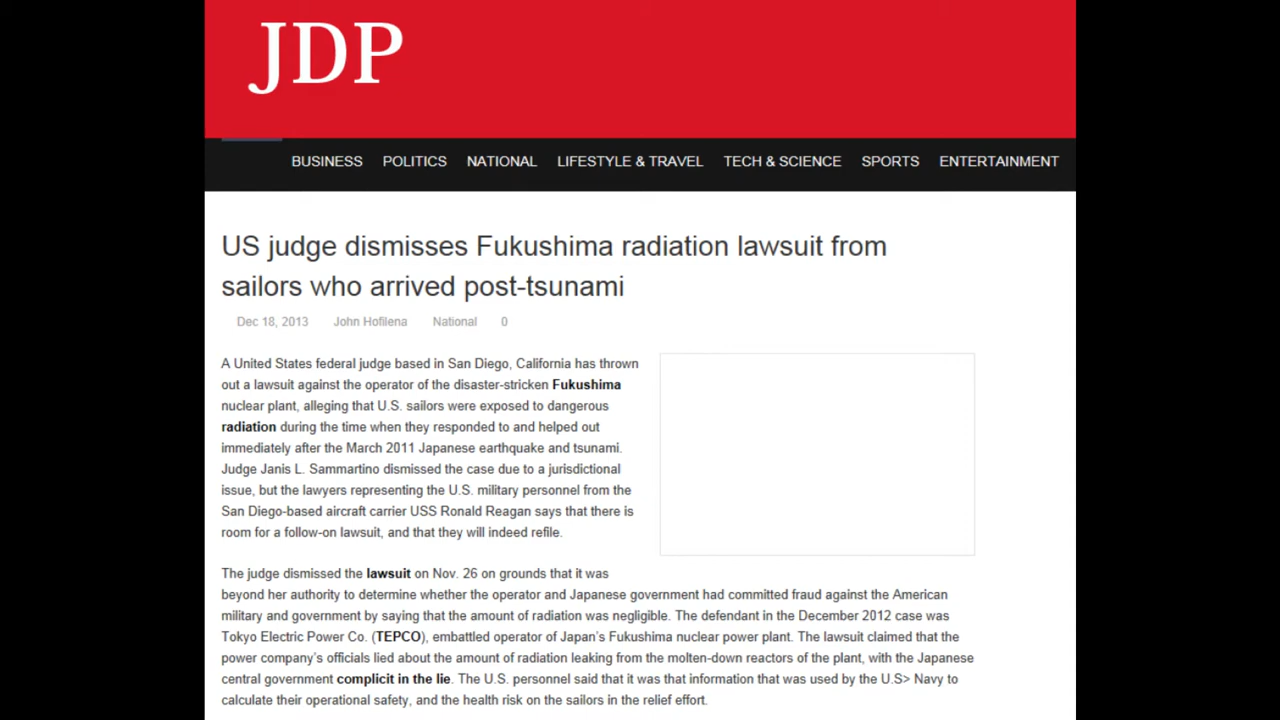 JDP
BUSINESS POLITICS NATIONAL LIFESTYLE & TRAVEL TECH & SCIENCE SPORTS ENTERTAINMENT
US judge dismisses Fukushima radiation lawsuit from
sailors who arrived post-tsunami
Dec 18, 2013 John Hofilena National 0
A United States federal judge based in San Diego, California has thrown
out a lawsuit against the operator of the disaster-stricken Fukushima
nuclear plant, alleging that U.S. sailors were exposed to dangerous
radiation during the time when they responded to and helped out
immediately after the March 2011 Japanese earthquake and tsunami.
Judge Janis L. Sammartino dismissed the case due to a jurisdictional
issue, but the lawyers representing the U.S. military personnel from the
San Diego-based aircraft carrier USS Ronald Reagan says that there is
room for a follow-on lawsuit, and that they will indeed refile.
The judge dismissed the lawsuit on Nov. 26 on grounds that it was
beyond her authority to determine whether the operator and Japanese government had committed fraud against the American
military and government by saying that the amount of radiation was negligible. The defendant in the December 2012 case was
Tokyo Electric Power Co. (TEPCO), embattled operator of Japan's Fukushima nuclear power plant. The lawsuit claimed that the
power company's officials lied about the amount of radiation leaking from the molten-down reactors of the plant, with the Japanese
central government complicit in the lie. The U.S. personnel said that it was that information that was used by the U.S> Navy to
calculate their operational safety, and the health risk on the sailors in the relief effort.